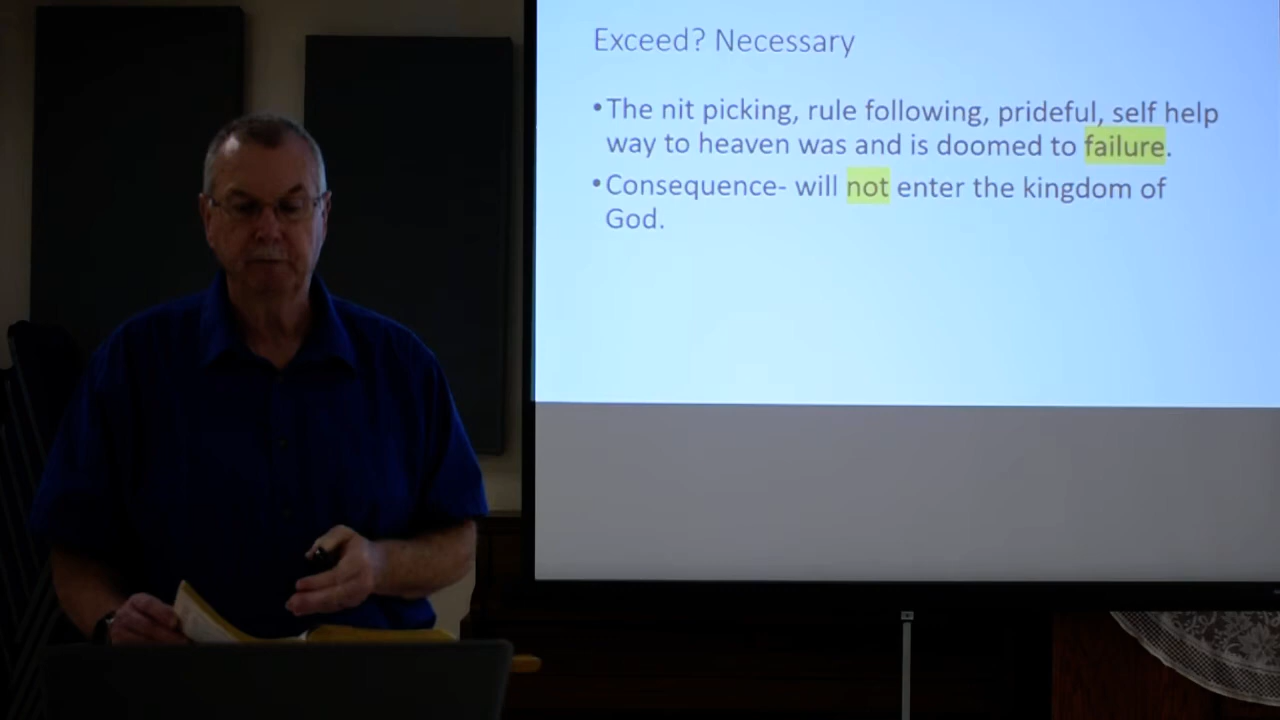 Exceed? Necessary
•The nit picking, rule following, prideful, self help
way to heaven was and is doomed to failure.
•Consequence- will not enter the kingdom of
God.